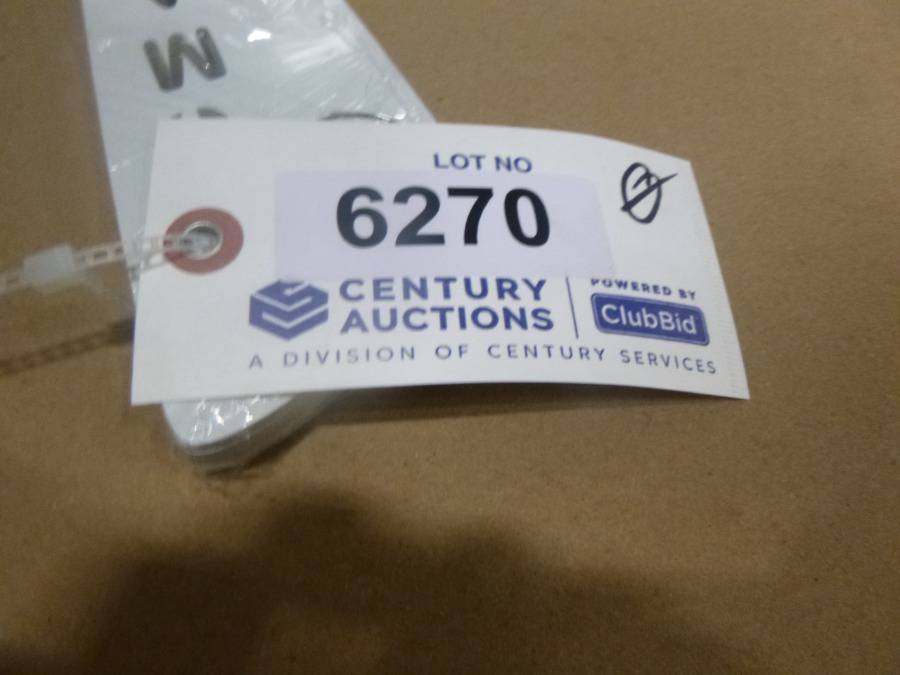 M
LOT NO
6270
CENTURY
AUCTIONS
POWERED BY
ClubBid
A DIVISION OF CENTURY SERVICES